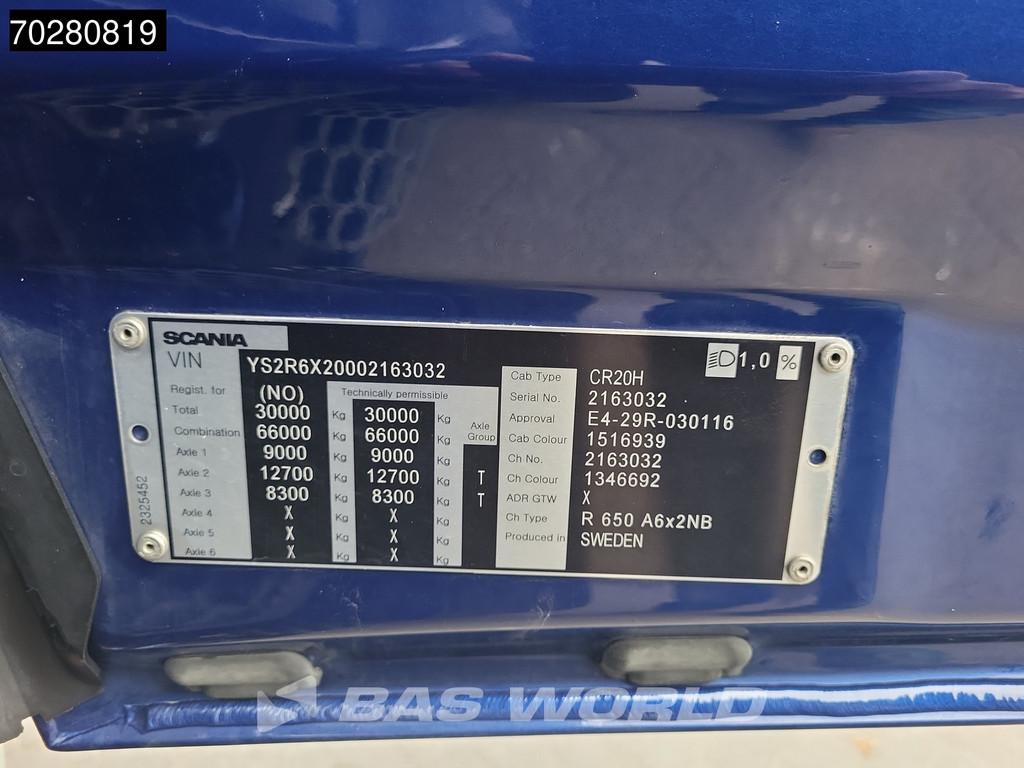 70280819
SCANIA
VIN YS2R6X20002163032
Regist. for (NO) Technically permissible
Total 30000 Kg 30000 Kg Axle Group
Combination 66000 Kg 66000 Kg
Axle 1 9000 Kg 9000 Kg
Axle 2 12700 Kg 12700 Kg T
Axle 3 8300 Kg 8300 Kg T
Axle 4 X Kg X Kg
Axle 5 X Kg X Kg
Axle 6 X Kg X Kg
2325452
1,0 %
Cab Type CR20H
Serial No. 2163032
Approval E4-29R-030116
Cab Colour 1516939
Ch No. 2163032
Ch Colour 1346692
ADR GTW X
Ch Type R 650 A6x2NB
Produced in SWEDEN
BAS WORLD